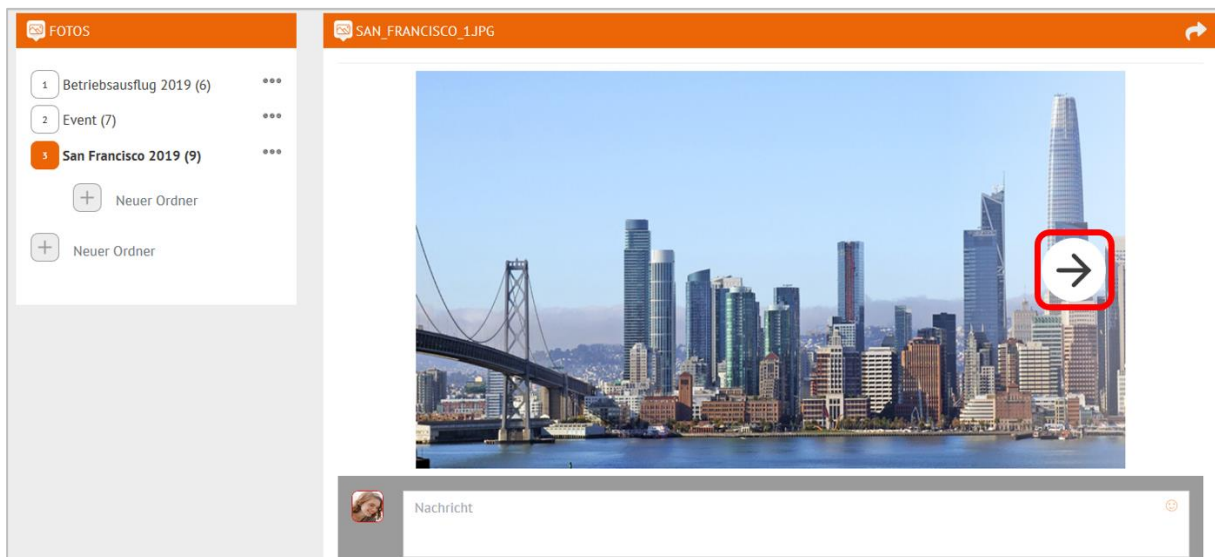 FOTOS
1 Betriebsausflug 2019 (6)
2 Event (7)
3 San Francisco 2019 (9)
Neuer Ordner
Neuer Ordner
SAN_FRANCISCO_1.JPG
Nachricht